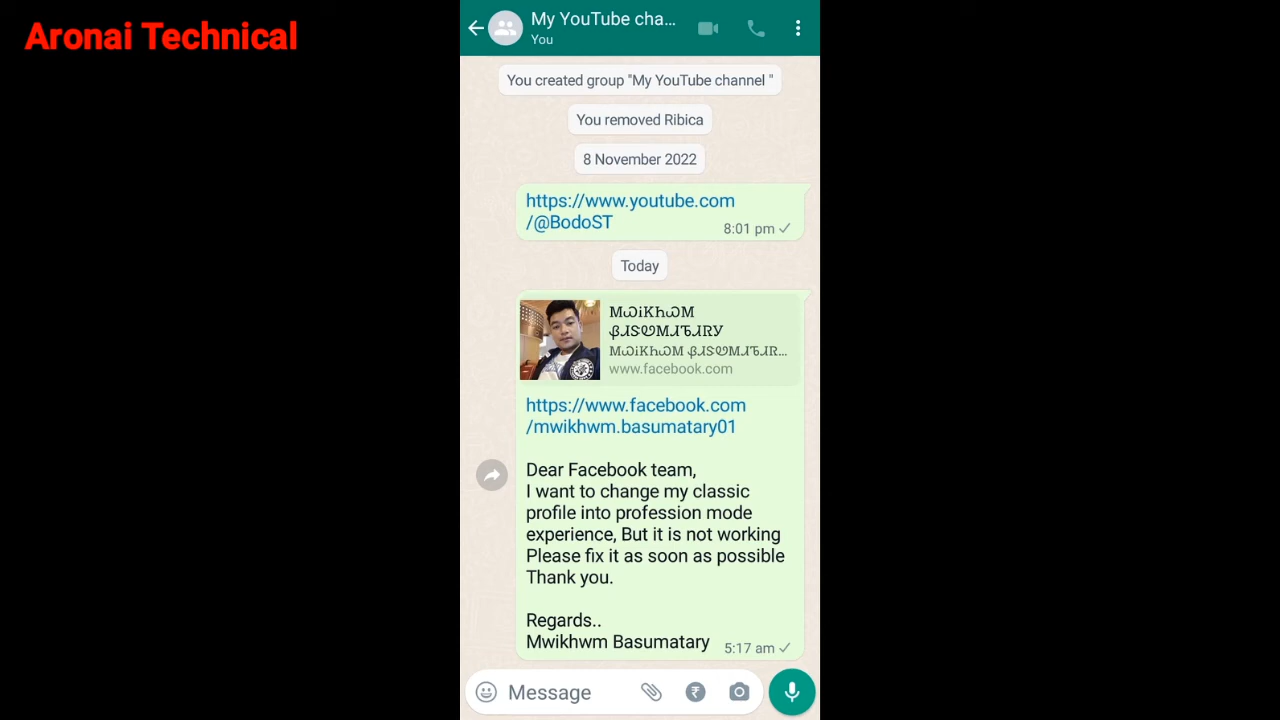 Aronai Technical
My YouTube cha...
You
You created group "My YouTube channel "
You removed Ribica
8 November 2022
https://www.youtube.com
/@BodoST
8:01 pm
Today
www.facebook.com
https://www.facebook.com
/mwikhwm.basumatary01
Dear Facebook team,
I want to change my classic
profile into profession mode
experience, But it is not working
Please fix it as soon as possible
Thank you.
Regards..
Mwikhwm Basumatary
5:17 am
Message